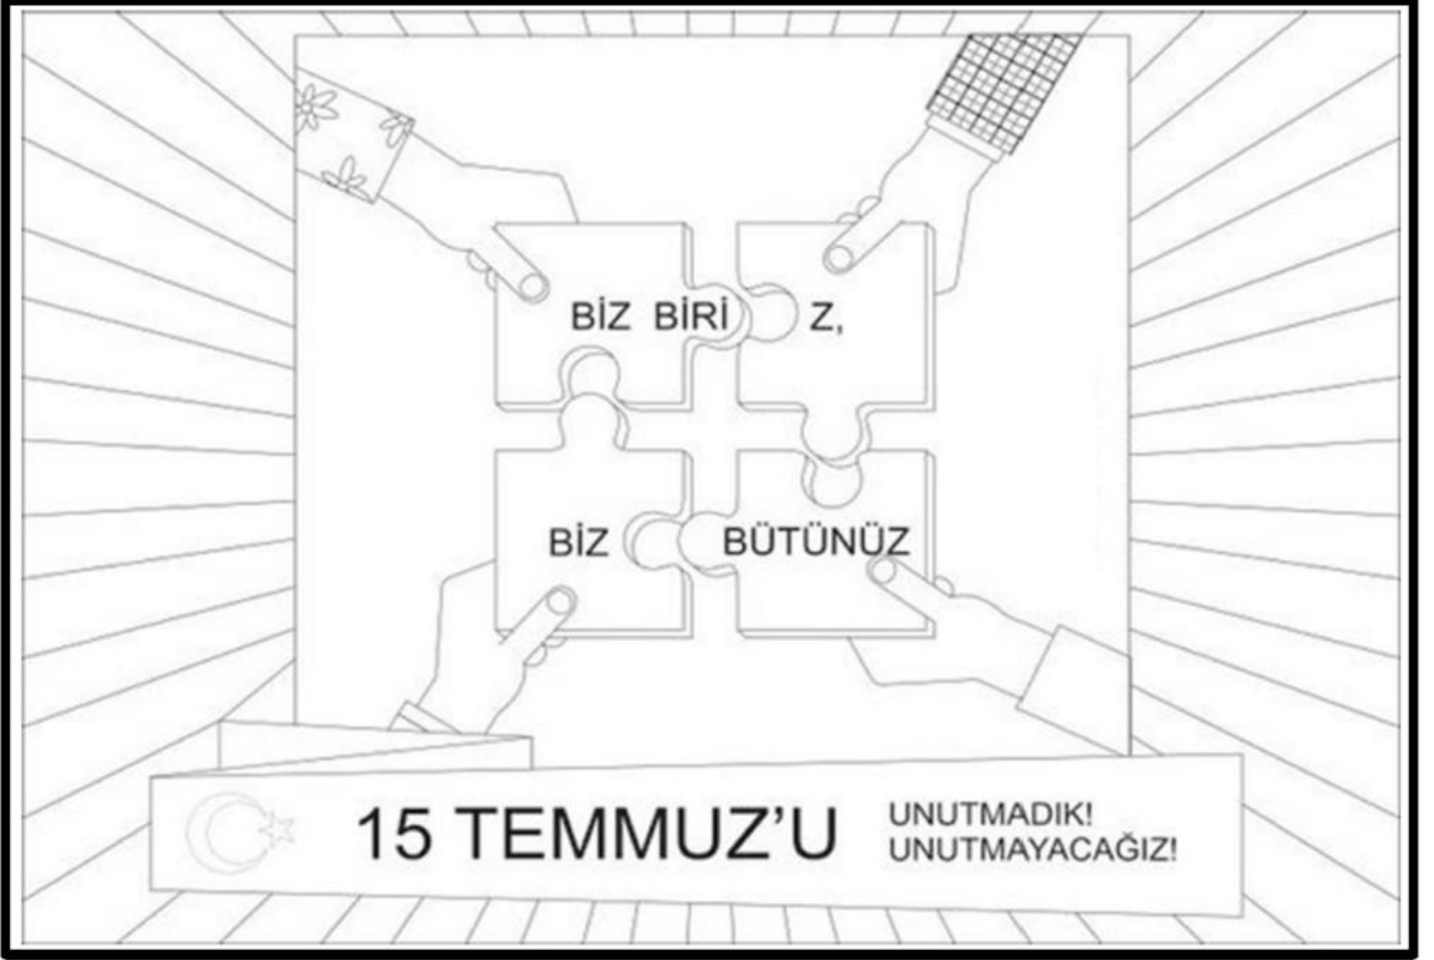 BİZ BİRİ Z,
BİZ BÜTÜNÜZ
15 TEMMUZ'U
UNUTMADIK!
UNUTMAYACAĞIZ!